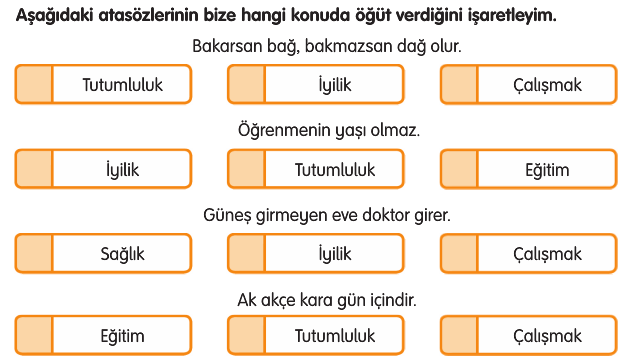 Aşağıdaki atasözlerinin bize hangi konuda öğüt verdiğini işaretleyim.
Bakarsan bağ, bakmazsan dağ olur.
Tutumluluk İyilik Çalışmak
Öğrenmenin yaşı olmaz.
İyilik Tutumluluk Eğitim
Güneş girmeyen eve doktor girer.
Sağlık İyilik Çalışmak
Ak akçe kara gün içindir.
Eğitim Tutumluluk Çalışmak